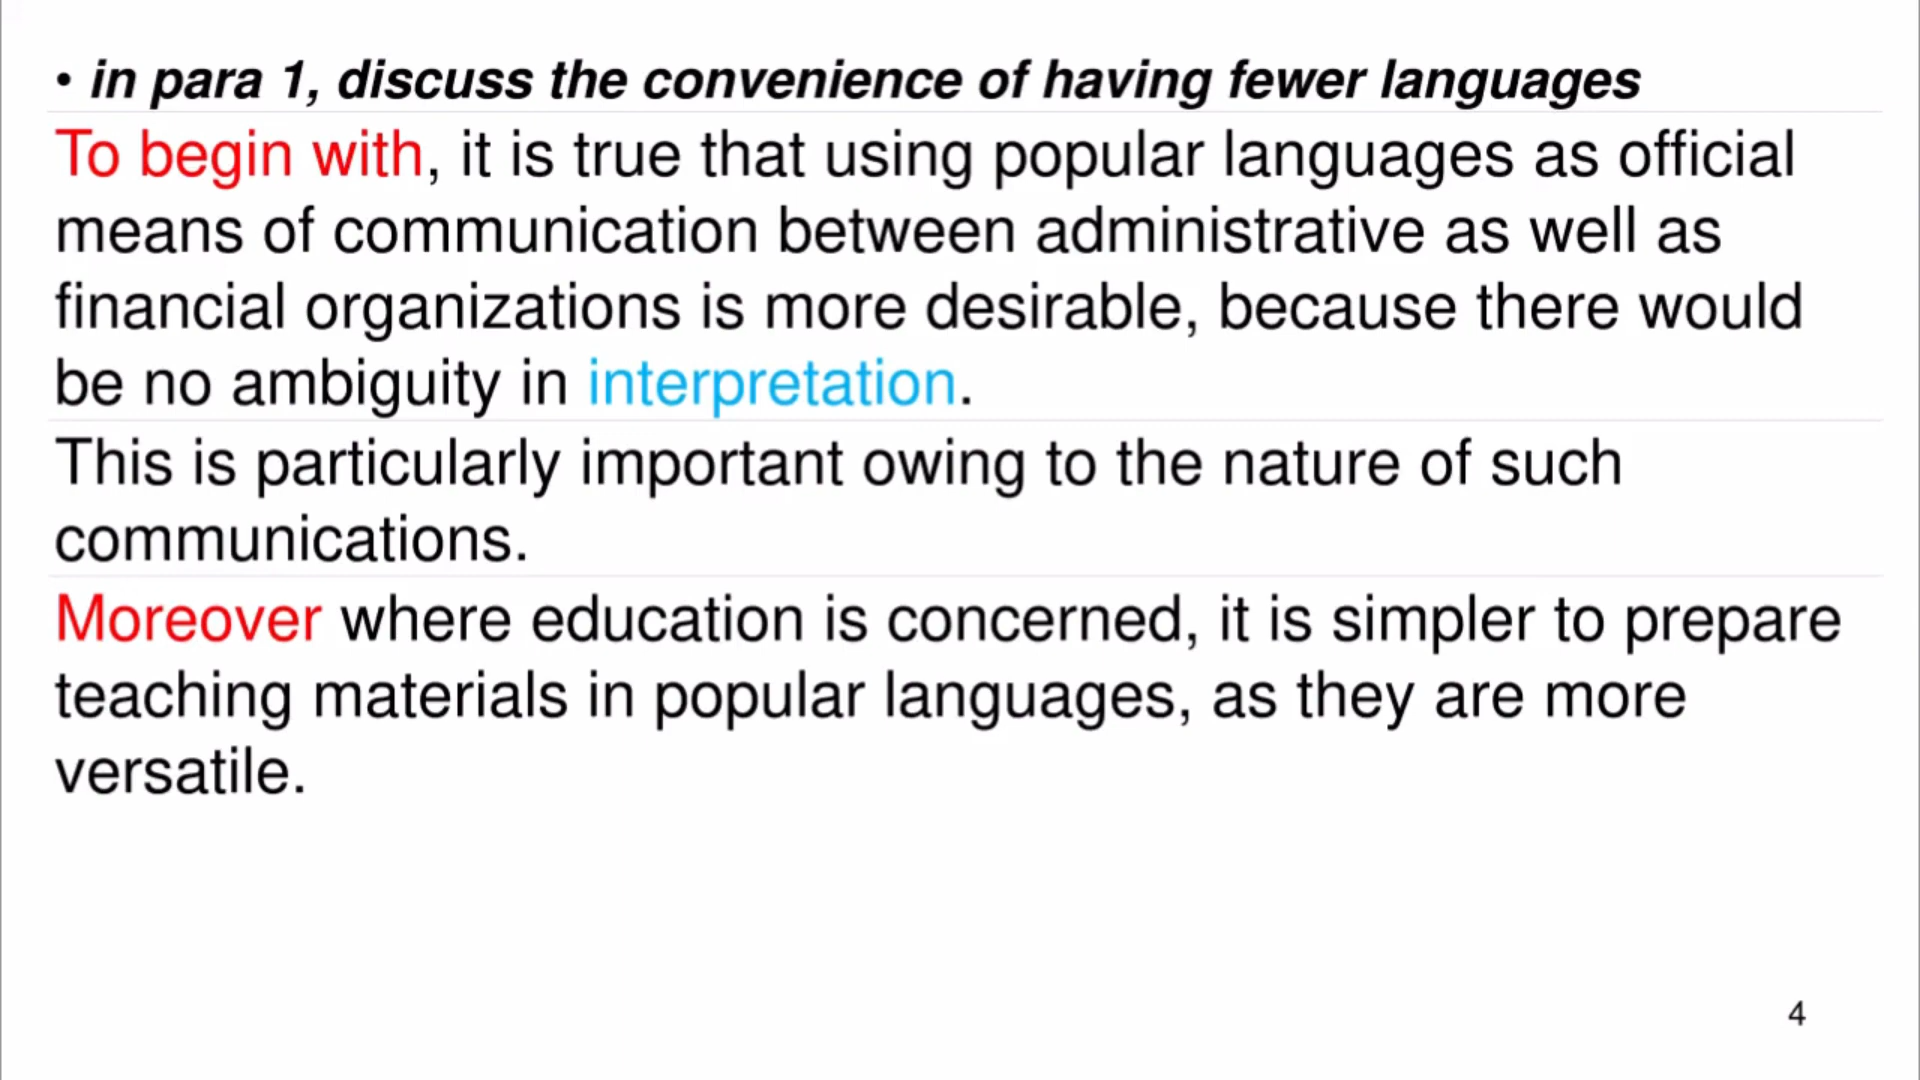 • in para 1, discuss the convenience of having fewer languages
To begin with, it is true that using popular languages as official
means of communication between administrative as well as
financial organizations is more desirable, because there would
be no ambiguity in interpretation.
This is particularly important owing to the nature of such
communications.
Moreover where education is concerned, it is simpler to prepare
teaching materials in popular languages, as they are more
versatile.
4